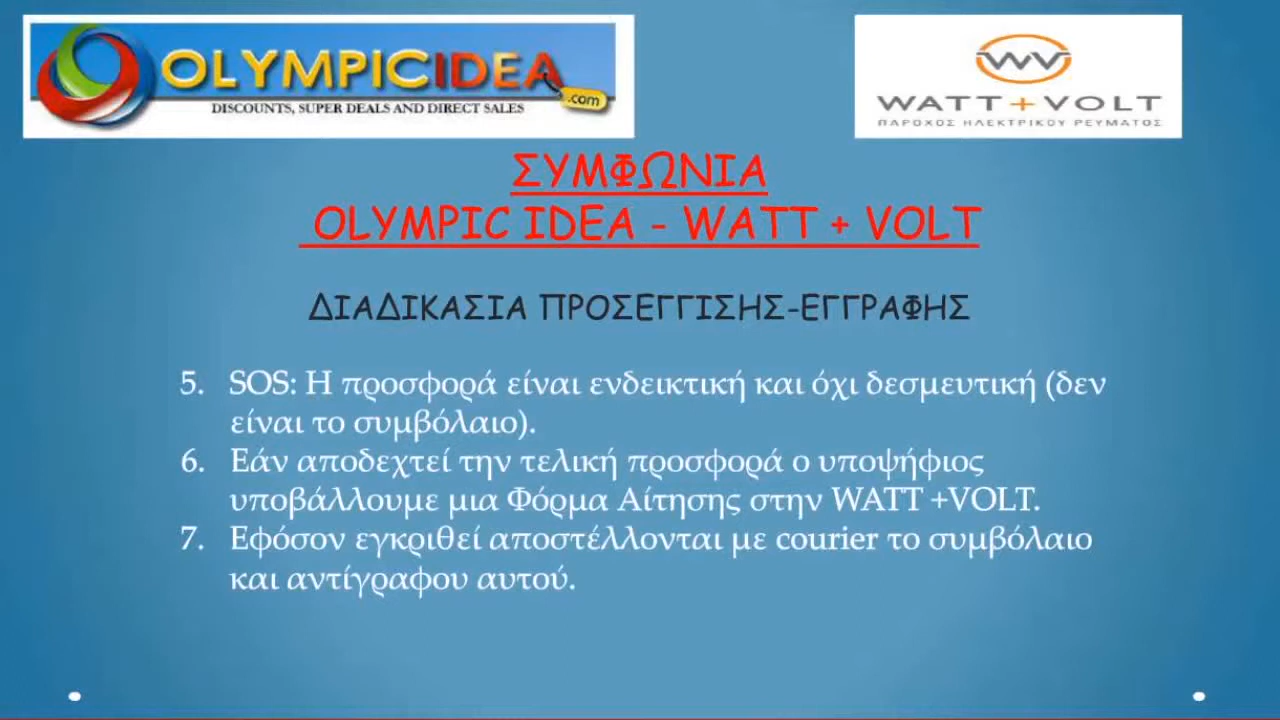 OLYMPICIDEA
.com
DISCOUNTS, SUPER DEALS AND DIRECT SALES
WV
WATT + VOLT
ΠΑΡΟΧΟΣ ΗΛΕΚΤΡΙΚΟΥ ΡΕΥΜΑΤΟΣ
ΣΥΜΦΩΝΙΑ
OLYMPIC IDEA - WATT + VOLT
ΔΙΑΔΙΚΑΣΙΑ ΠΡΟΣΕΓΓΙΣΗΣ-ΕΓΓΡΑΦΗΣ
5. SOS: Η προσφορά είναι ενδεικτική και όχι δεσμευτική (δεν
είναι το συμβόλαιο).
6. Εάν αποδεχτεί την τελική προσφορά ο υποψήφιος
υποβάλλουμε μια Φόρμα Αίτησης στην WATT +VOLT.
7. Εφόσον εγκριθεί αποστέλλονται με courier το συμβόλαιο
και αντίγραφου αυτού.